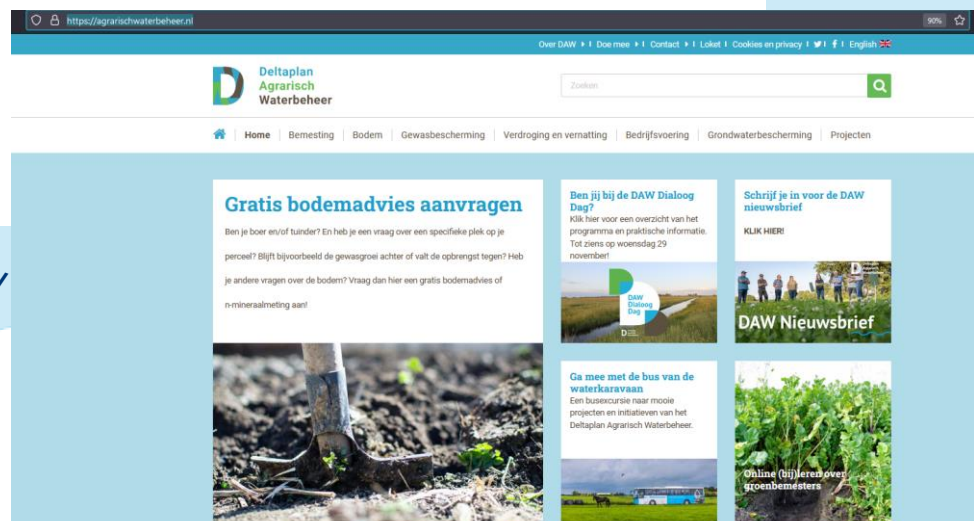 https://agrarischwaterbeheer.nl
90%
Over DAW I Doe mee I Contact I Loket I Cookies en privacy I I I English
Deltaplan
Agrarisch
Waterbeheer
Zoeken
Home Bemesting Bodem Gewasbescherming Verdroging en vernatting Bedrijfsvoering Grondwaterbescherming Projecten
Gratis bodemadvies aanvragen
Ben je boer en/of tuinder? En heb je een vraag over een specifieke plek op je
perceel? Blijft bijvoorbeeld de gewasgroei achter of valt de opbrengst tegen? Heb
je andere vragen over de bodem? Vraag dan hier een gratis bodemadvies of
n-mineraalmeting aan!
Ben jij bij de DAW Dialoog
Dag?
Klik hier voor een overzicht van het
programma en praktische informatie.
Tot ziens op woensdag 29
november!
DAW
Dialoog
Dag
Schrijf je in voor de DAW
nieuwsbrief
KLIK HIER!
DAW Nieuwsbrief
Ga mee met de bus van de
waterkaravaan
Een busexcursie naar mooie
projecten en initiatieven van het
Deltaplan Agrarisch Waterbeheer.
Online (bij)leren over
groenbemesters